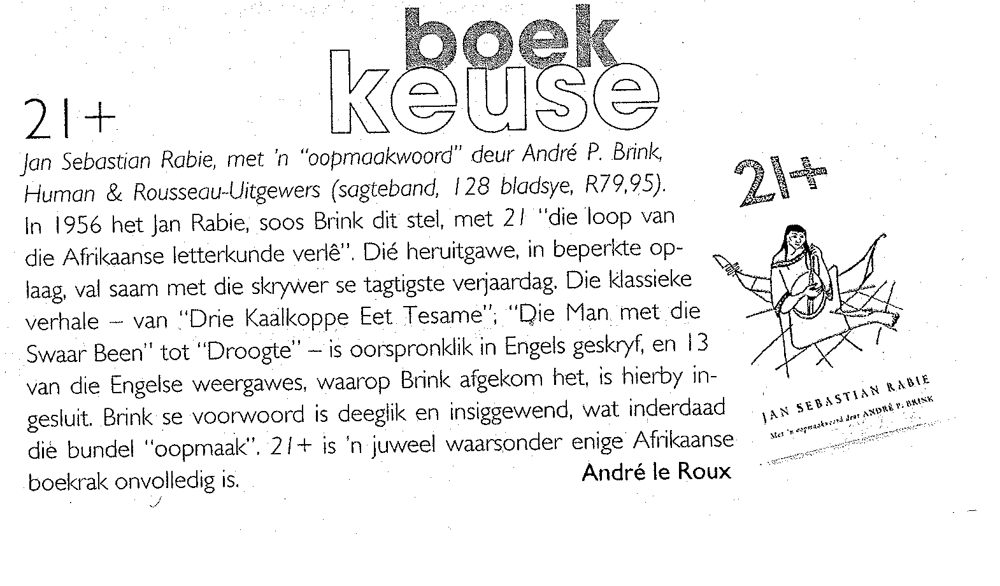 boek
keuse
21+
Jan Sebastian Rabie, met 'n "oopmaakwoord" deur André P. Brink,
Human & Rousseau-Uitgewers (sagteband, 128 bladsye, R79,95).
In 1956 het Jan Rabie, soos Brink dit stel, met 21 "die loop van
die Afrikaanse letterkunde verlê". Dié heruitgawe, in beperkte op-
laag, val saam met die skrywer se tagtigste verjaardag. Die klassieke
verhale – van "Drie Kaalkoppe Eet Tesame", "Die Man met die
Swaar Been" tot "Droogte" – is oorspronklik in Engels geskryf, en 13
van die Engelse weergawes, waarop Brink afgekom het, is hierby in-
gesluit. Brink se voorwoord is deeglik en insiggewend, wat inderdaad
die bundel "oopmaak". 21+ is 'n juweel waarsonder enige Afrikaanse
boekrak onvolledig is.
André le Roux
21+
JAN SEBASTIAN RABIE
Met 'n oopmaakwoord deur ANDRÉ P. BRINK